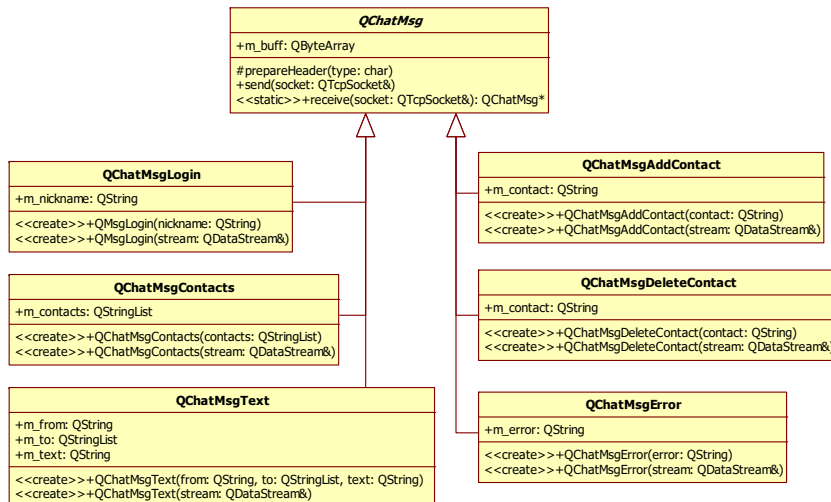 QChatMsg
+m_buff: QByteArray
#prepareHeader(type: char)
+send(socket: QTcpSocket&)
<<static>>+receive(socket: QTcpSocket&): QChatMsg*
QChatMsgLogin
+m_nickname: QString
<<create>>+QMsgLogin(nickname: QString)
<<create>>+QMsgLogin(stream: QDataStream&)
QChatMsgContacts
+m_contacts: QStringList
<<create>>+QChatMsgContacts(contacts: QStringList)
<<create>>+QChatMsgContacts(stream: QDataStream&)
QChatMsgText
+m_from: QString
+m_to: QStringList
+m_text: QString
<<create>>+QChatMsgText(from: QString, to: QStringList, text: QString)
<<create>>+QChatMsgText(stream: QDataStream&)
QChatMsgAddContact
+m_contact: QString
<<create>>+QChatMsgAddContact(contact: QString)
<<create>>+QChatMsgAddContact(stream: QDataStream&)
QChatMsgDeleteContact
+m_contact: QString
<<create>>+QChatMsgDeleteContact(contact: QString)
<<create>>+QChatMsgDeleteContact(stream: QDataStream&)
QChatMsgError
+m_error: QString
<<create>>+QChatMsgError(error: QString)
<<create>>+QChatMsgError(stream: QDataStream&)